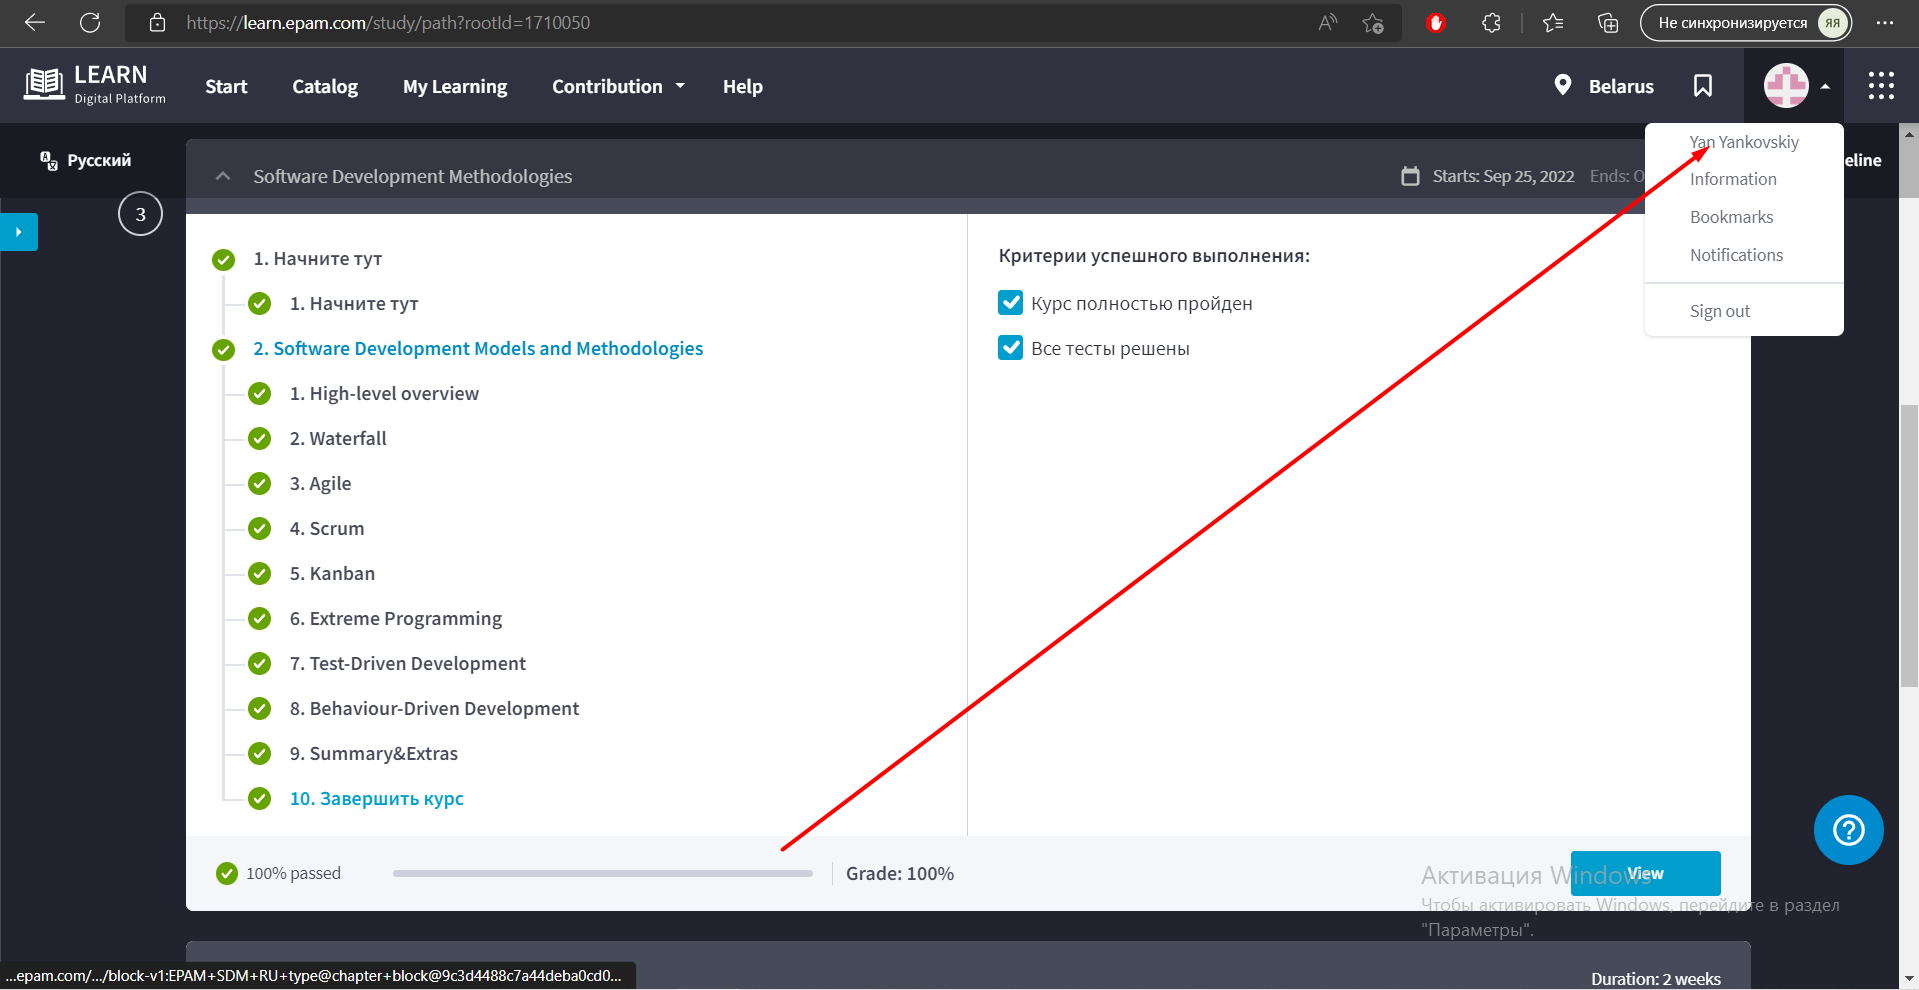 https://learn.epam.com/study/path?rootId=1710050
Не синхронизируется
ЯЯ
LEARN
Digital Platform
Start
Catalog
My Learning
Contribution
Help
Belarus
Русский
Software Development Methodologies
Starts: Sep 25, 2022
Ends: O
eline
Yan Yankovskiy
Information
Bookmarks
Notifications
Sign out
3
1. Начните тут
1. Начните тут
2. Software Development Models and Methodologies
1. High-level overview
2. Waterfall
3. Agile
4. Scrum
5. Kanban
6. Extreme Programming
7. Test-Driven Development
8. Behaviour-Driven Development
9. Summary&Extras
10. Завершить курс
Критерии успешного выполнения:
Курс полностью пройден
Все тесты решены
100% passed
Grade: 100%
View
Активация Windows
Чтобы активировать Windows, перейдите в раздел
"Параметры".
...epam.com/.../block-v1:EPAM+SDM+RU+type@chapter+block@9c3d4488c7a44deba0cd0...
Duration: 2 weeks